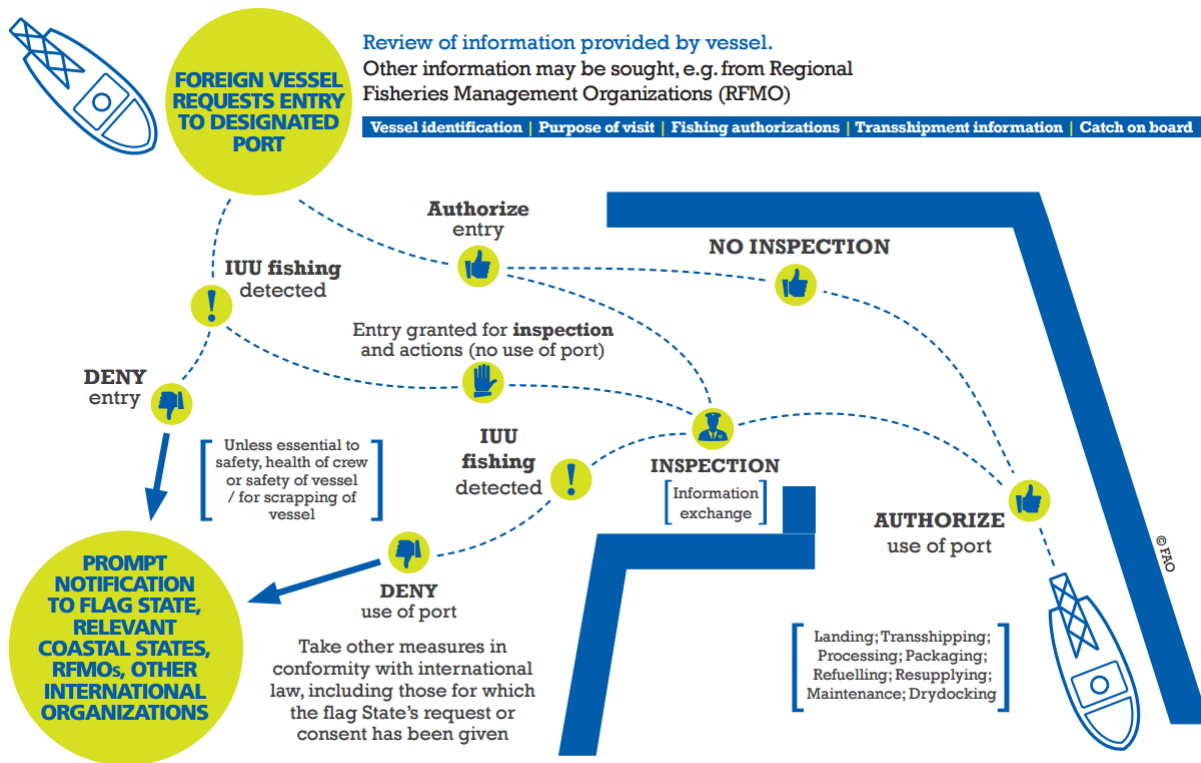 FOREIGN VESSEL
REQUESTS ENTRY
TO DESIGNATED
PORT
Review of information provided by vessel.
Other information may be sought, e.g. from Regional
Fisheries Management Organizations (RFMO)
Vessel identification | Purpose of visit | Fishing authorizations | Transshipment information | Catch on board
Authorize
entry
NO INSPECTION
IUU fishing
detected
Entry granted for inspection
and actions (no use of port)
DENY
entry
Unless essential to
safety, health of crew
or safety of vessel
/ for scrapping of
vessel
IUU
fishing
detected
INSPECTION
Information
exchange
AUTHORIZE
use of port
© FAO
DENY
use of port
PROMPT
NOTIFICATION
TO FLAG STATE,
RELEVANT
COASTAL STATES,
RFMOs, OTHER
INTERNATIONAL
ORGANIZATIONS
Take other measures in
conformity with international
law, including those for which
the flag State's request or
consent has been given
Landing; Transshipping;
Processing; Packaging;
Refuelling; Resupplying;
Maintenance; Drydocking